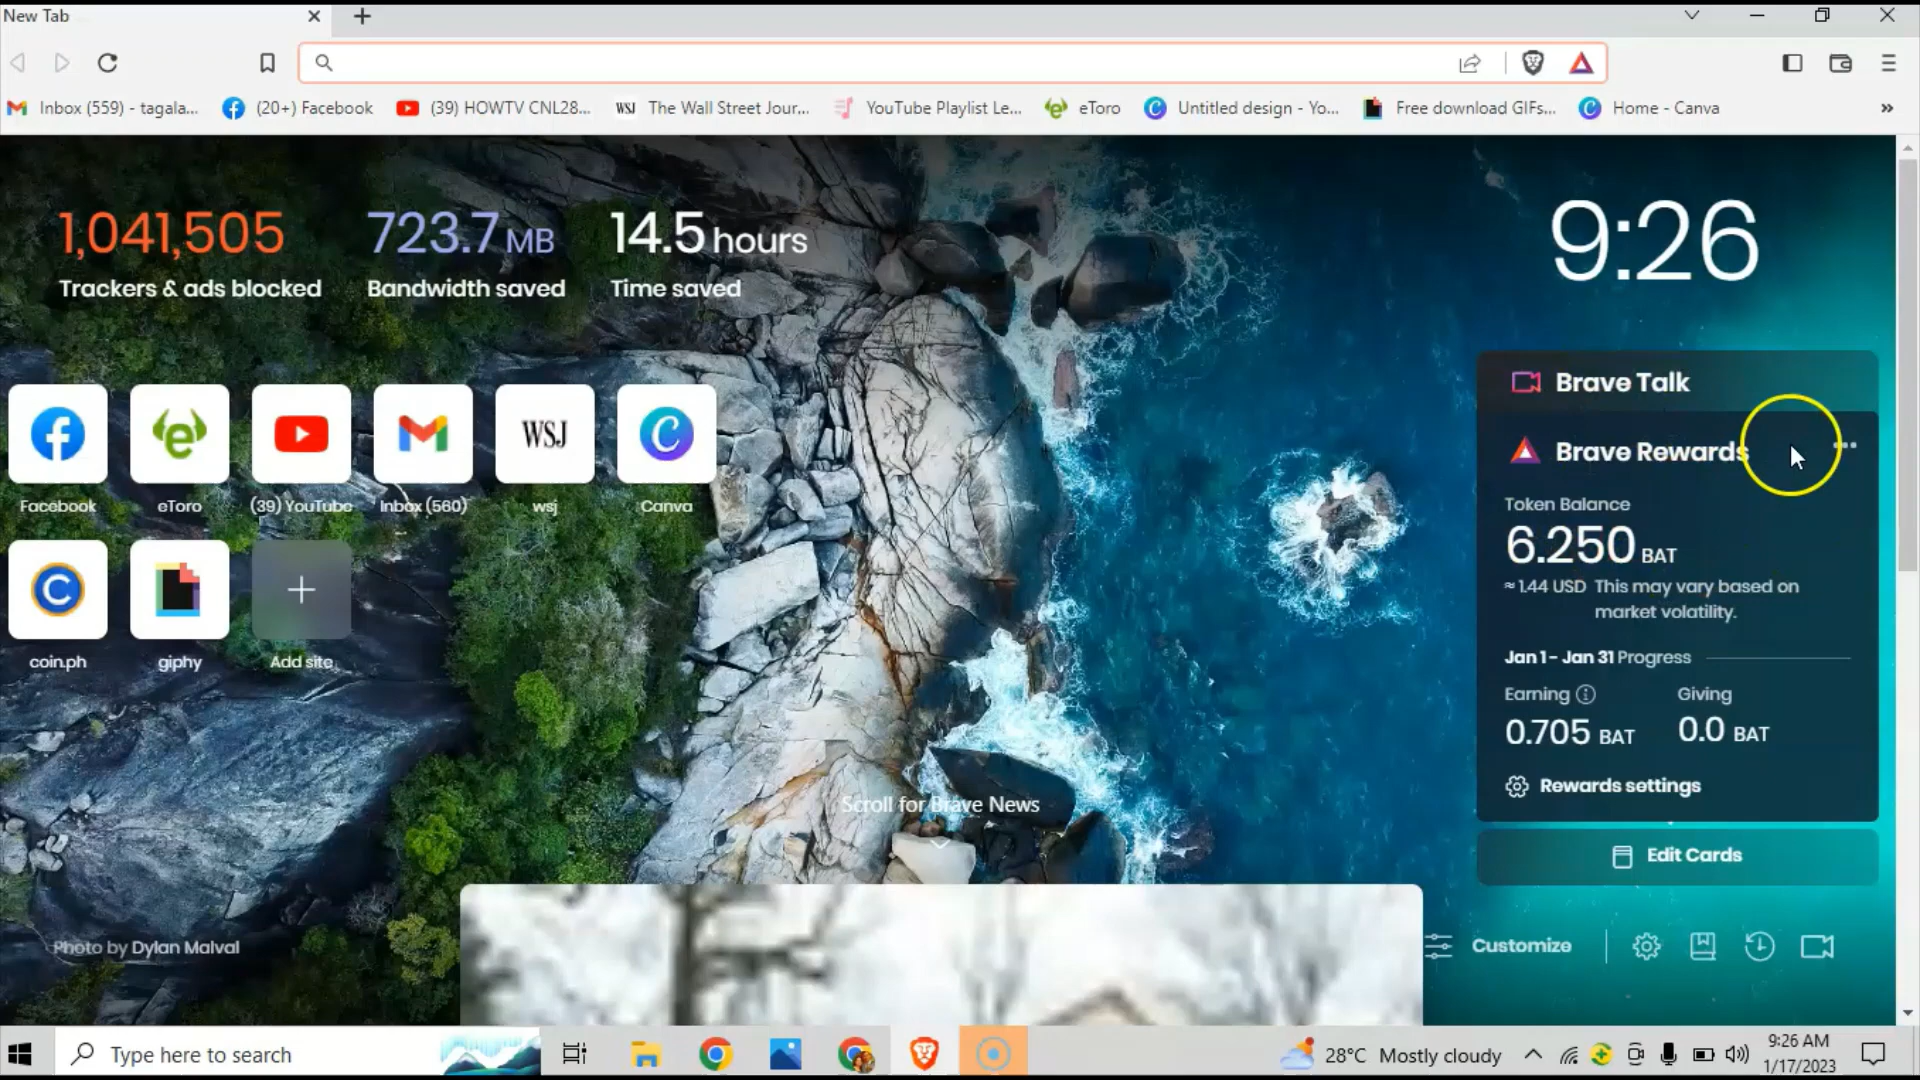 New Tab
Inbox (559) - tagala...
(20+) Facebook
(39) HOWTV CNL28...
WSJ
The Wall Street Jour...
YouTube Playlist Le...
eToro
Untitled design - Yo...
Free download GIFs...
Home - Canva
1,041,505
Trackers & ads blocked
723.7 MB
Bandwidth saved
14.5 hours
Time saved
9:26
WSJ
Facebook
eToro
(39) YouTube
Inbox (560)
wsj
Canva
coin.ph
giphy
Add site
Brave Talk
Brave Rewards
Token Balance
6.250 BAT
≈ 1.44 USD This may vary based on
market volatility.
Jan 1 - Jan 31 Progress
Earning
Giving
0.705 BAT
0.0 BAT
Rewards settings
Edit Cards
Scroll for Brave News
Photo by Dylan Malval
Customize
Type here to search
28°C Mostly cloudy
9:26 AM
1/17/2023